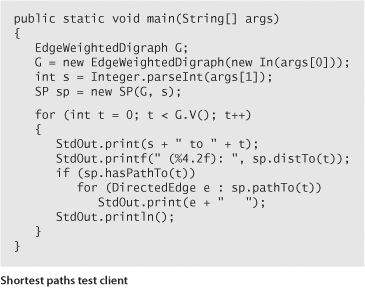 public static void main(String[] args)
{
EdgeWeightedDigraph G;
G = new EdgeWeightedDigraph(new In(args[0]));
int s = Integer.parseInt(args[1]);
SP sp = new SP(G, s);
for (int t = 0; t < G.V(); t++)
{
StdOut.print(s + " to " + t);
StdOut.printf(" (%4.2f): ", sp.distTo(t));
if (sp.hasPathTo(t))
for (DirectedEdge e : sp.pathTo(t))
StdOut.print(e + "   ");
StdOut.println();
}
}
Shortest paths test client